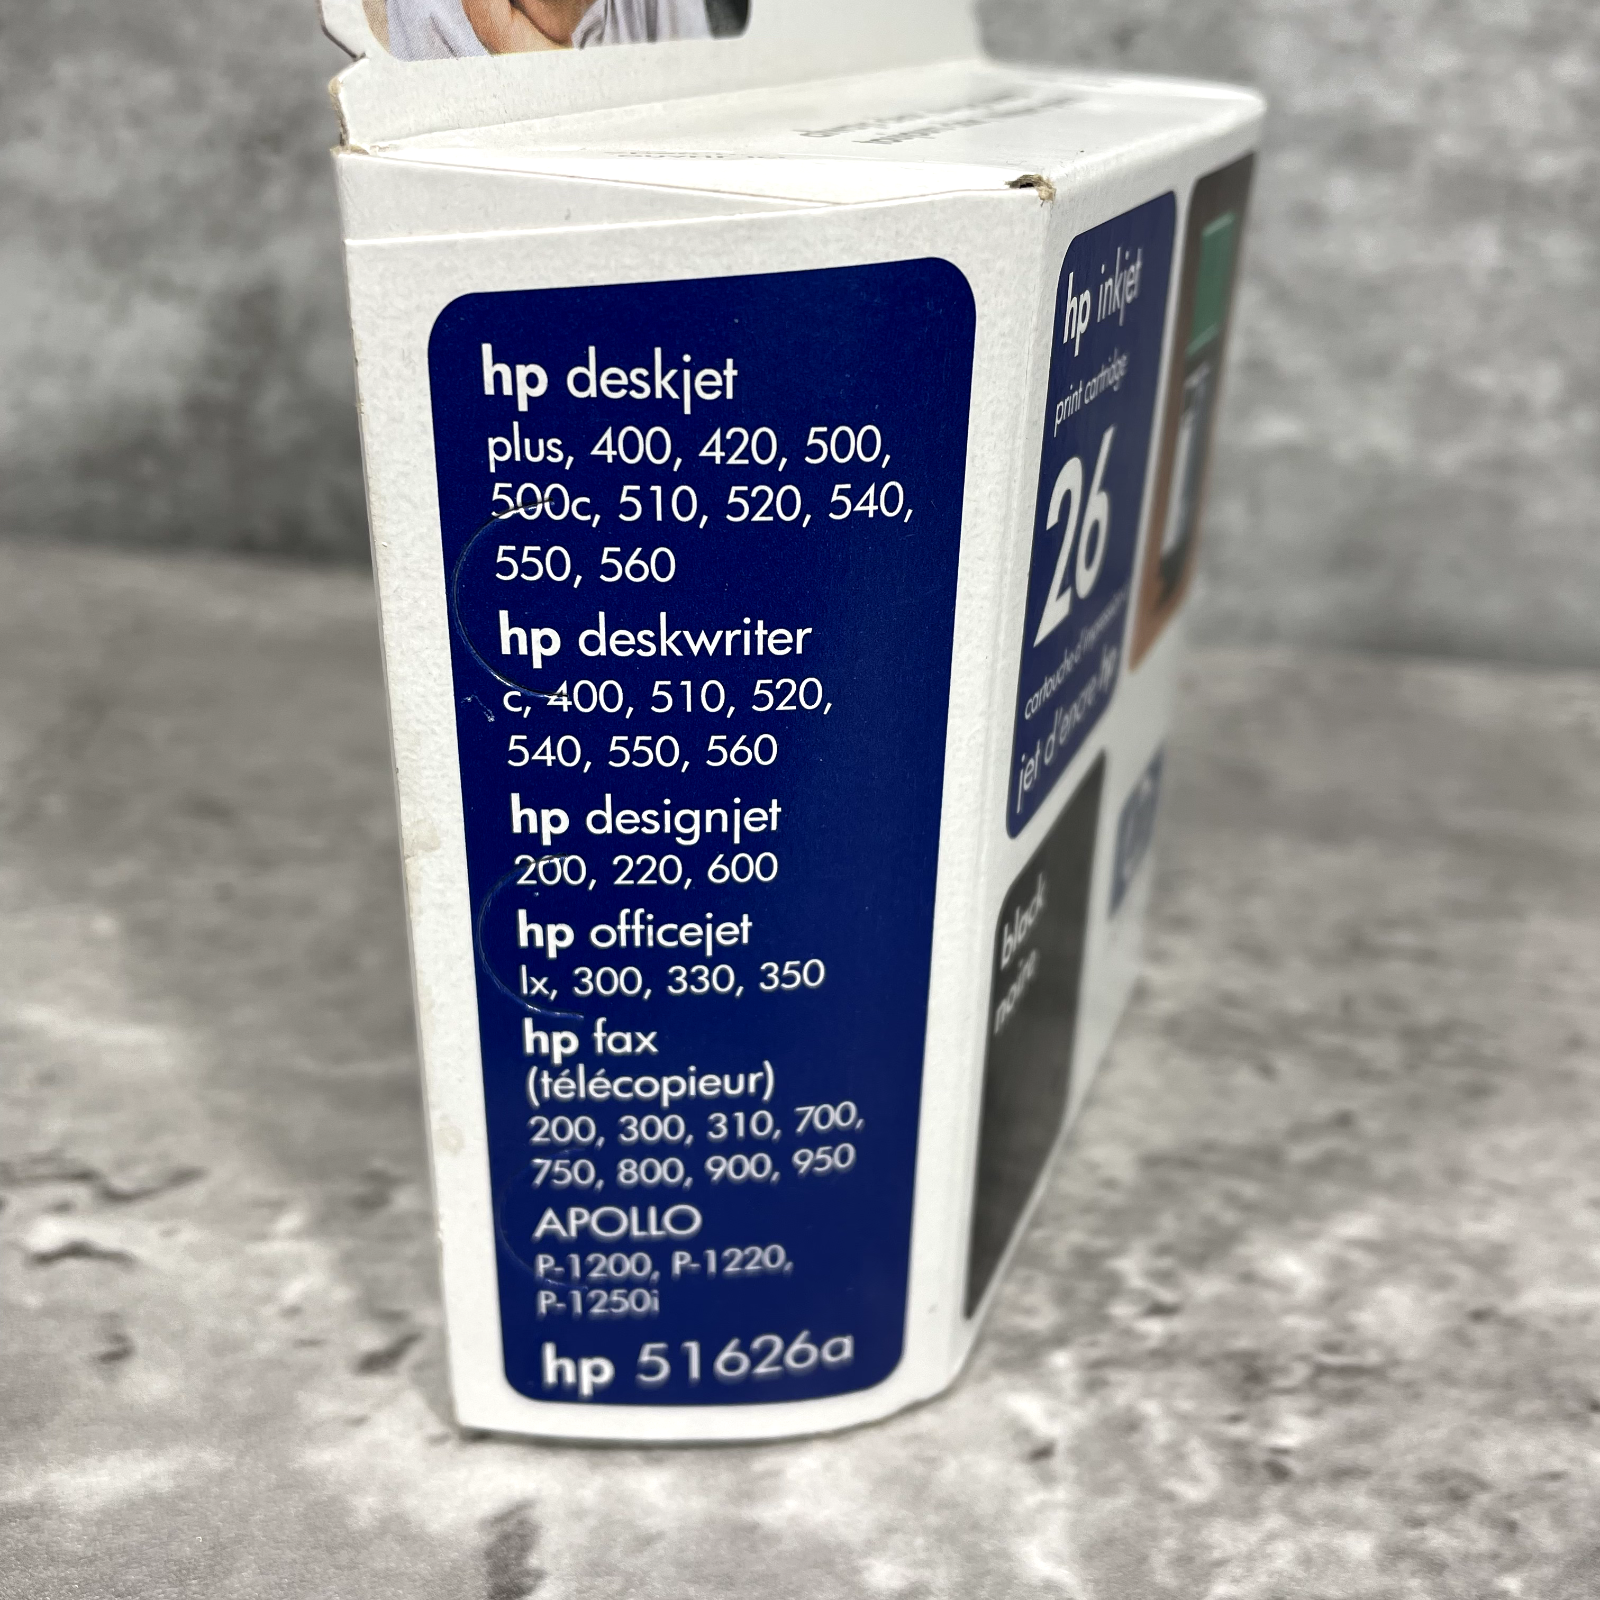 hp deskjet
plus, 400, 420, 500,
500c, 510, 520, 540,
550, 560
hp deskwriter
c, 400, 510, 520,
540, 550, 560
hp designjet
200, 220, 600
hp officejet
lx, 300, 330, 350
hp fax
(télécopieur)
200, 300, 310, 700,
750, 800, 900, 950
APOLLO
P-1200, P-1220,
P-1250i
hp 51626a
hp inkjet
print cartridge
26
cartouche d'impression
jet d'encre hp
black
noire